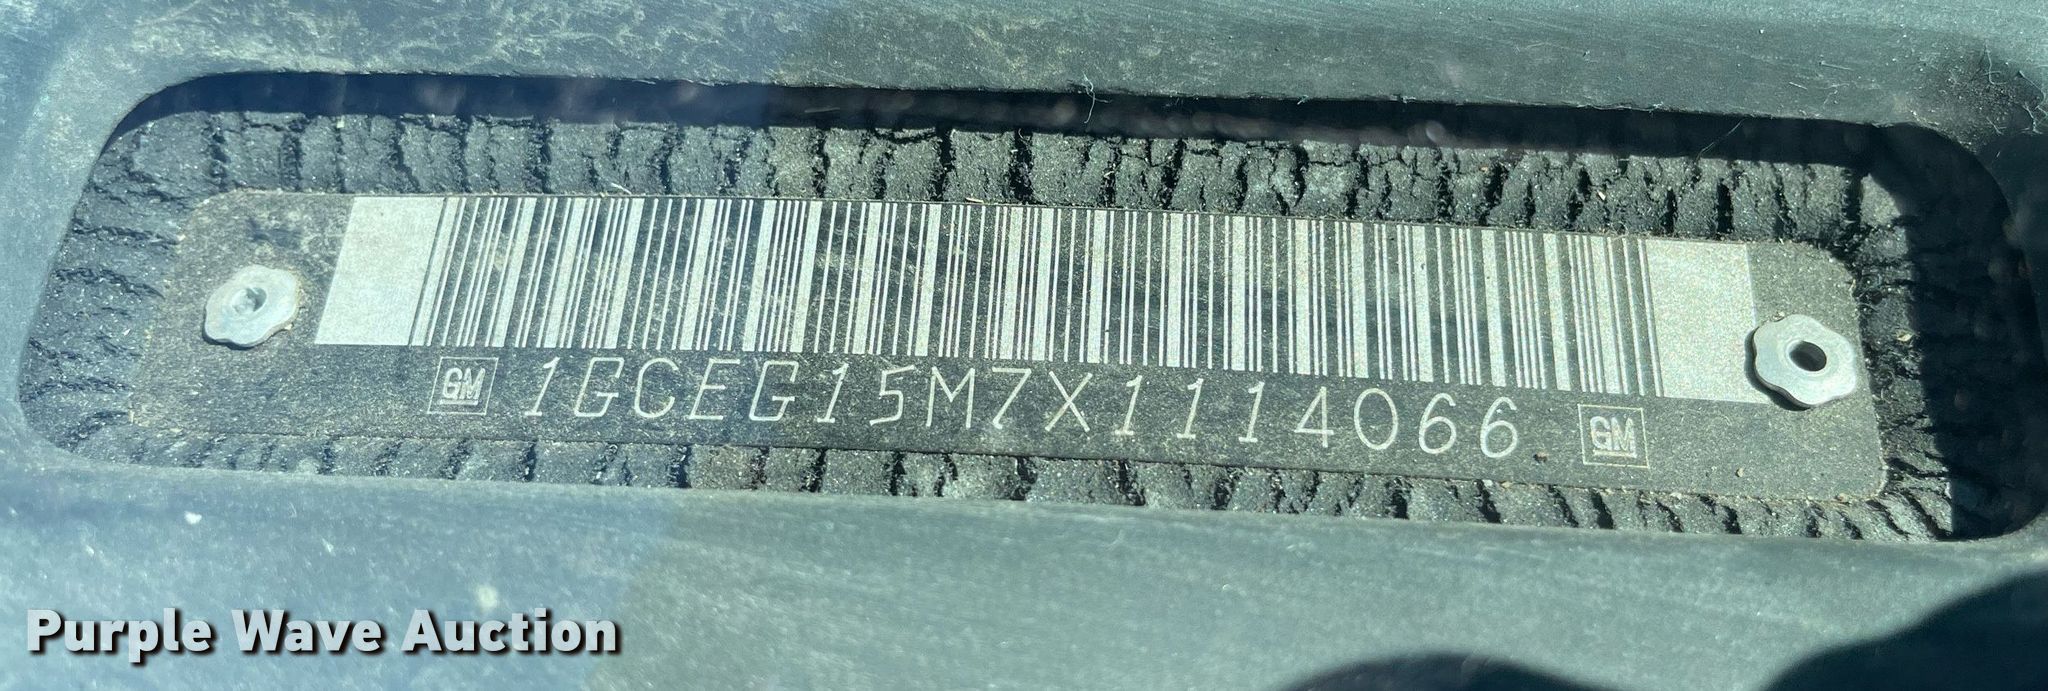 GM 1GCEG15M7X1114066 GM
Purple Wave Auction